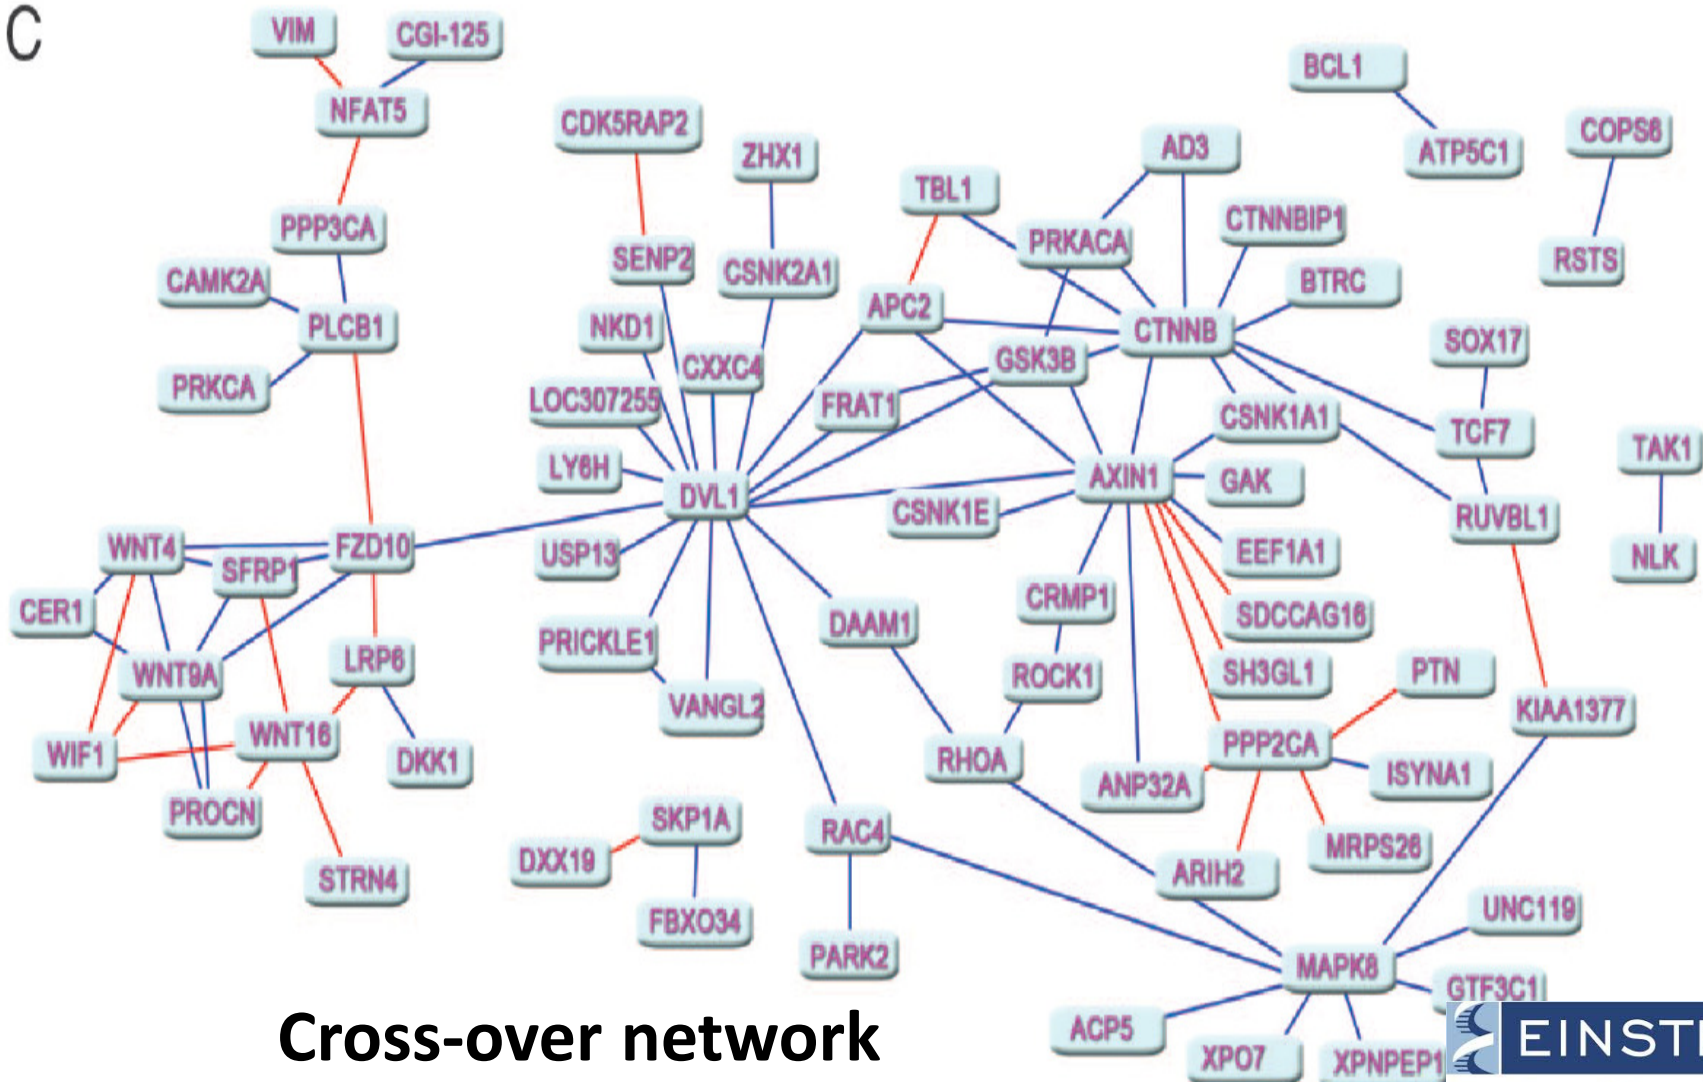 C
VIM
CGI-125
NFAT5
BCL1
CDK5RAP2
COPS6
ZHX1
AD3
ATP5C1
TBL1
PPP3CA
CTNNBIP1
PRKACA
SENP2
CSNK2A1
RSTS
CAMK2A
BTRC
APC2
PLCB1
NKD1
CTNNB
SOX17
GSK3B
CXXC4
PRKCA
LOC307255
FRAT1
CSNK1A1
TCF7
TAK1
LY6H
AXIN1
GAK
DVL1
CSNK1E
RUVBL1
WNT4
FZD10
USP13
EEF1A1
NLK
SFRP1
CER1
CRMP1
SDCCAG16
DAAM1
PRICKLE1
LRP6
WNT9A
ROCK1
SH3GL1
PTN
VANGL2
KIAA1377
WNT16
PPP2CA
WIF1
DKK1
RHOA
ANP32A
ISYNA1
PROCN
SKP1A
RAC4
MRPS26
DXX19
ARIH2
STRN4
UNC119
FBXO34
PARK2
MAPK8
GTF3C1
ACP5
Cross-over network
XPO7
XPNPEP1
EINSTE